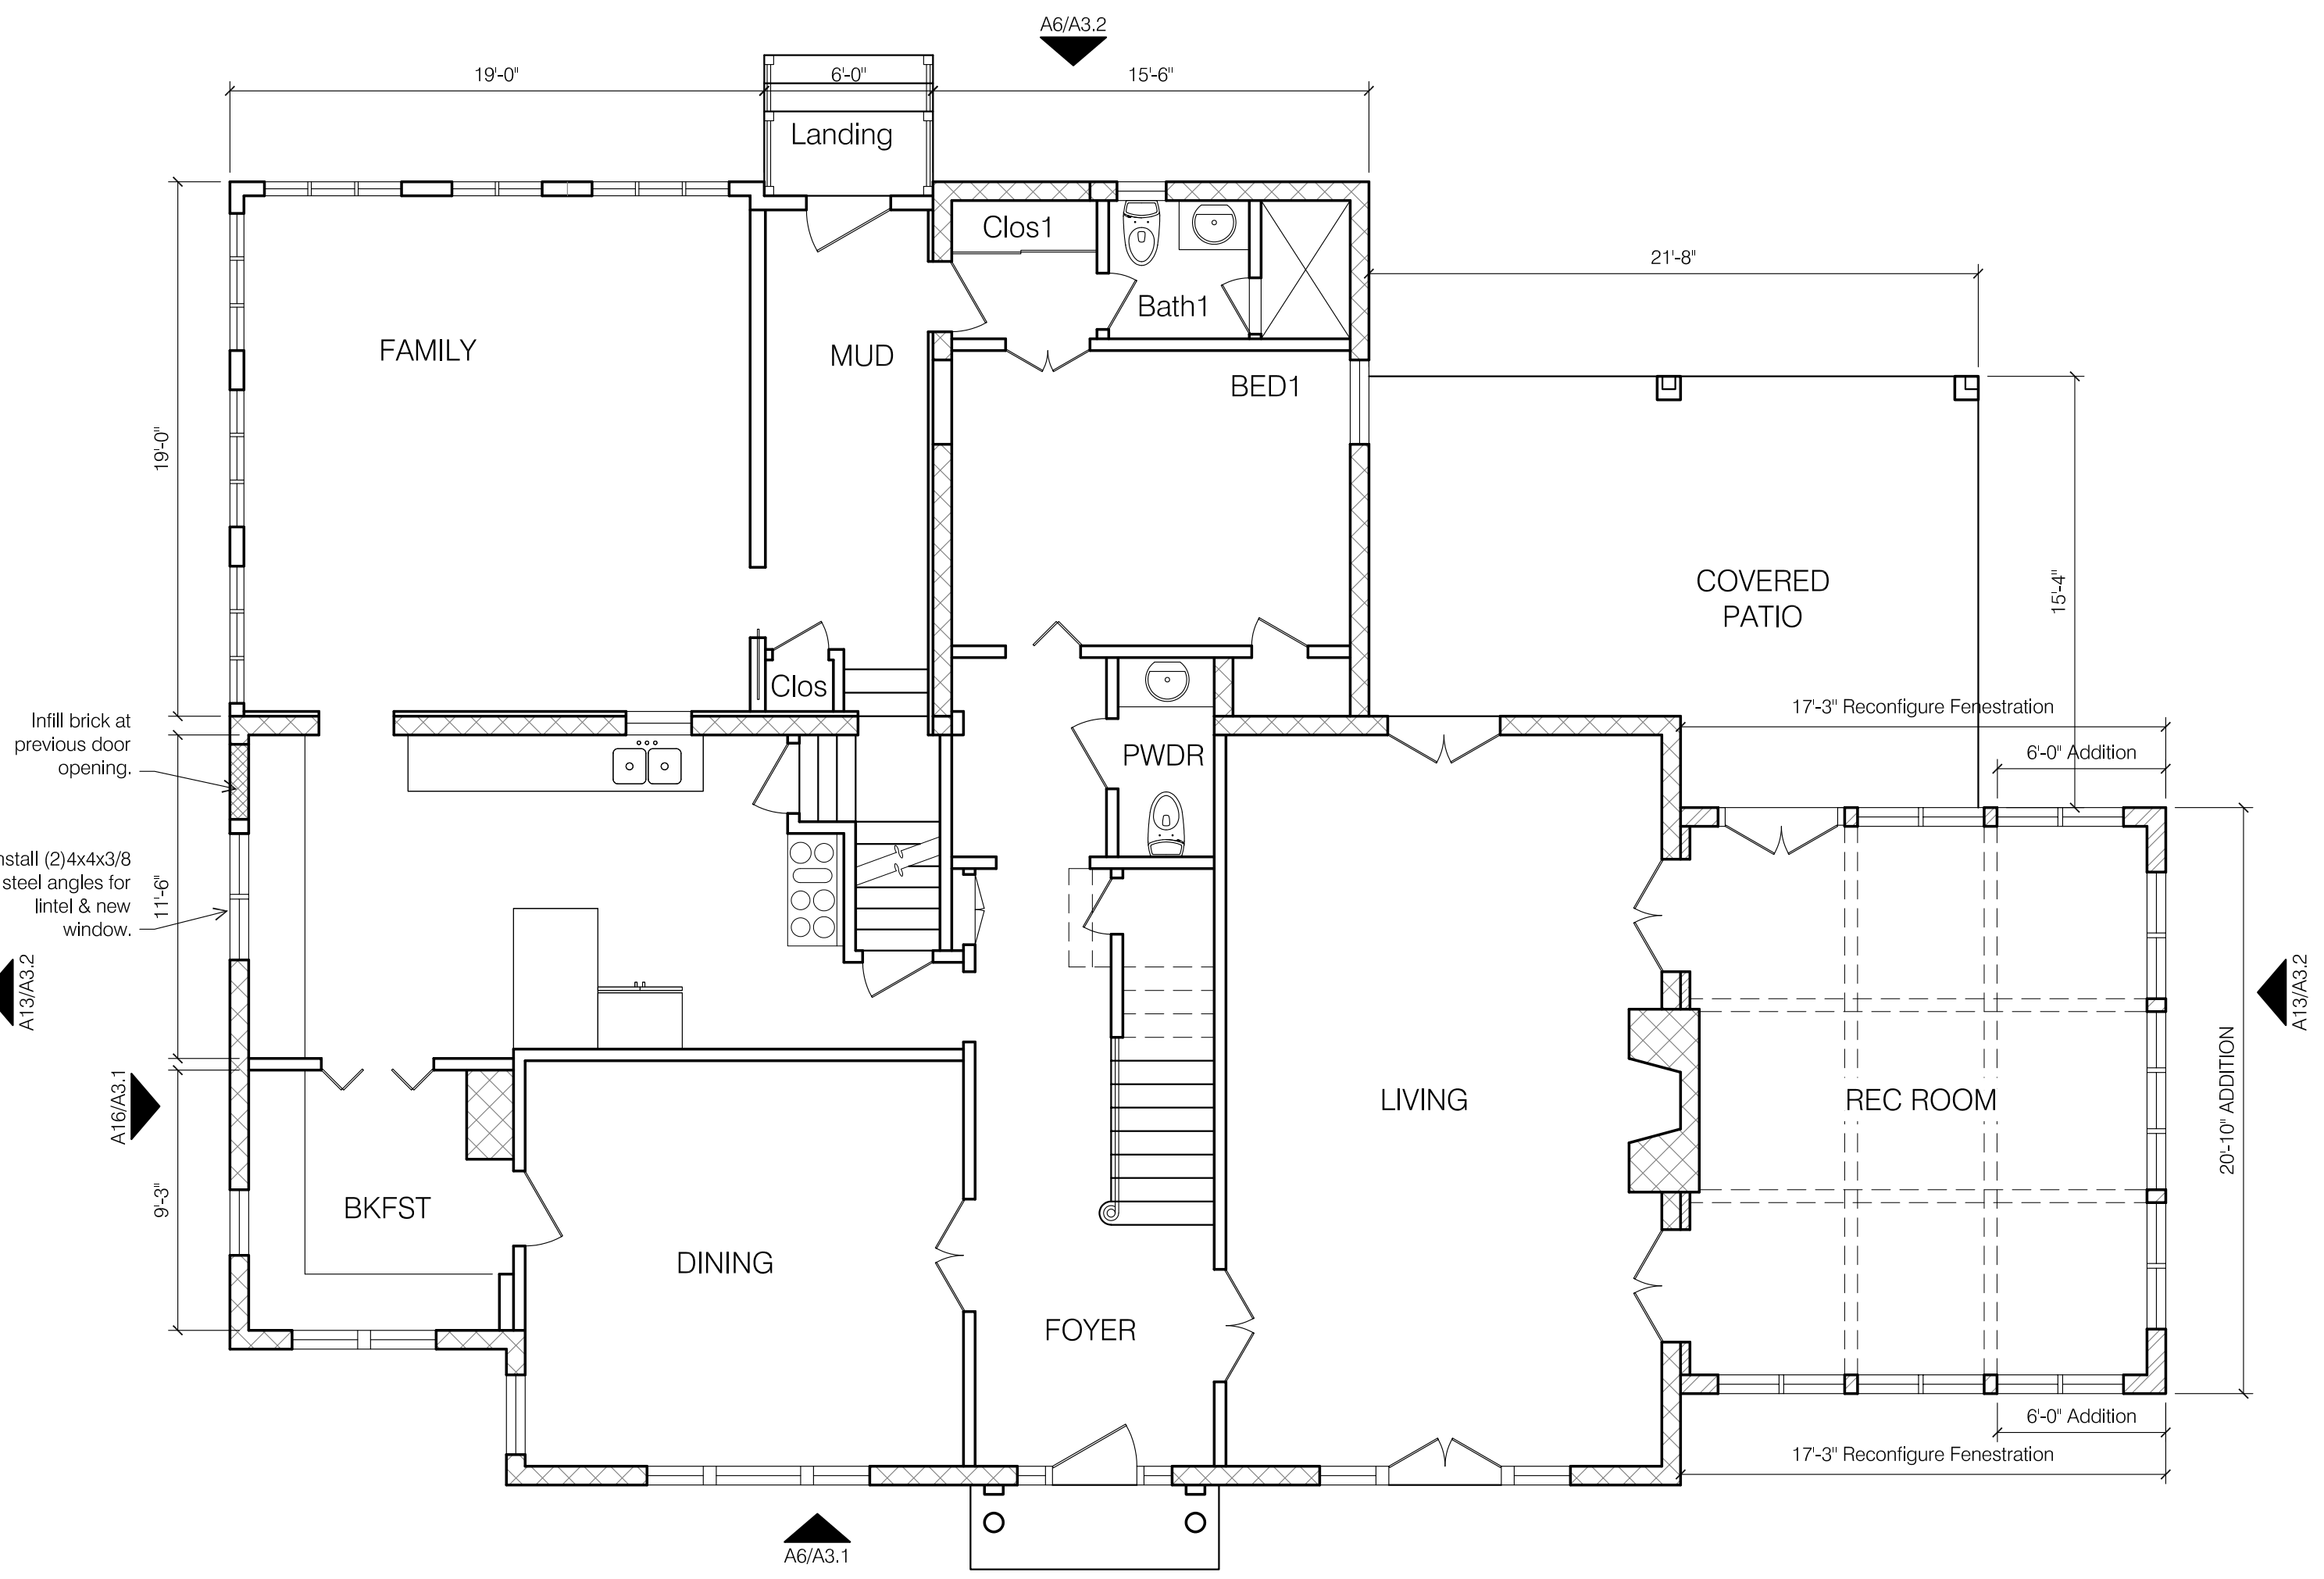 A6/A3.2
19'-0"
6'-0"
15'-6"
Landing
Clos1
Bath1
21'-8"
FAMILY
MUD
BED1
19'-0"
COVERED
PATIO
15'-4"
Clos
Infill brick at
previous door
opening.
17'-3" Reconfigure Fenestration
6'-0" Addition
PWDR
(2)4x4x3/8
steel angles for
lintel & new
window.
11'-6"
A13/A3.2
A13/A3.2
A16/A3.1
LIVING
REC ROOM
20'-10" ADDITION
9'-3"
BKFST
DINING
FOYER
6'-0" Addition
17'-3" Reconfigure Fenestration
A6/A3.1